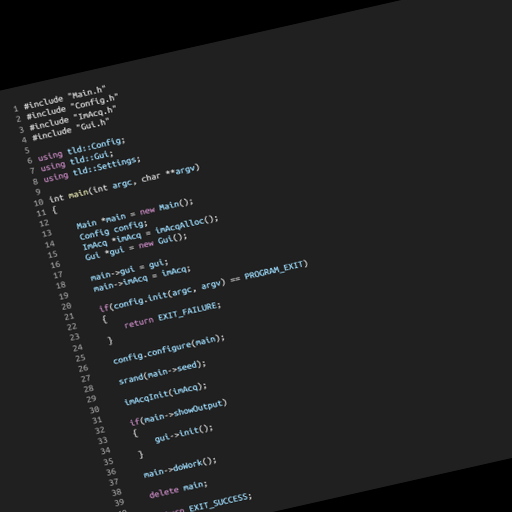 1 #include "Main.h"
2 #include "Config.h"
3 #include "ImAcq.h"
4 #include "Gui.h"
5
6 using tld::Config;
7 using tld::Gui;
8 using tld::Settings;
9
10 int main(int argc, char **argv)
11 {
12
13 Main *main = new Main();
14 Config config;
15 ImAcq *imAcq = imAcqAlloc();
16 Gui *gui = new Gui();
17
18 main->gui = gui;
19 main->imAcq = imAcq;
20
21 if(config.init(argc, argv) == PROGRAM_EXIT)
22 {
23 return EXIT_FAILURE;
24 }
25
26 config.configure(main);
27
28 srand(main->seed);
29
30 imAcqInit(imAcq);
31
32 if(main->showOutput)
33 {
34 gui->init();
35 }
36
37 main->doWork();
38
39 delete main;
EXIT_SUCCESS;